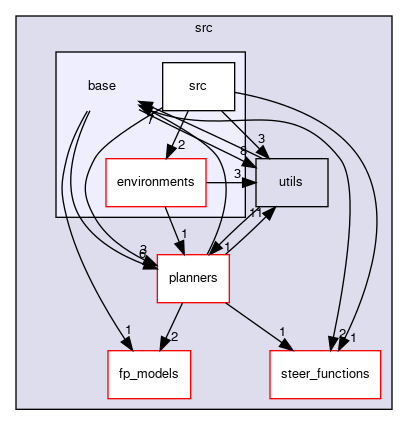 src
base
src
7
2
8
3
environments
3
utils
1
11
3
6
1
planners
1
2
1
2
1
fp_models
steer_functions